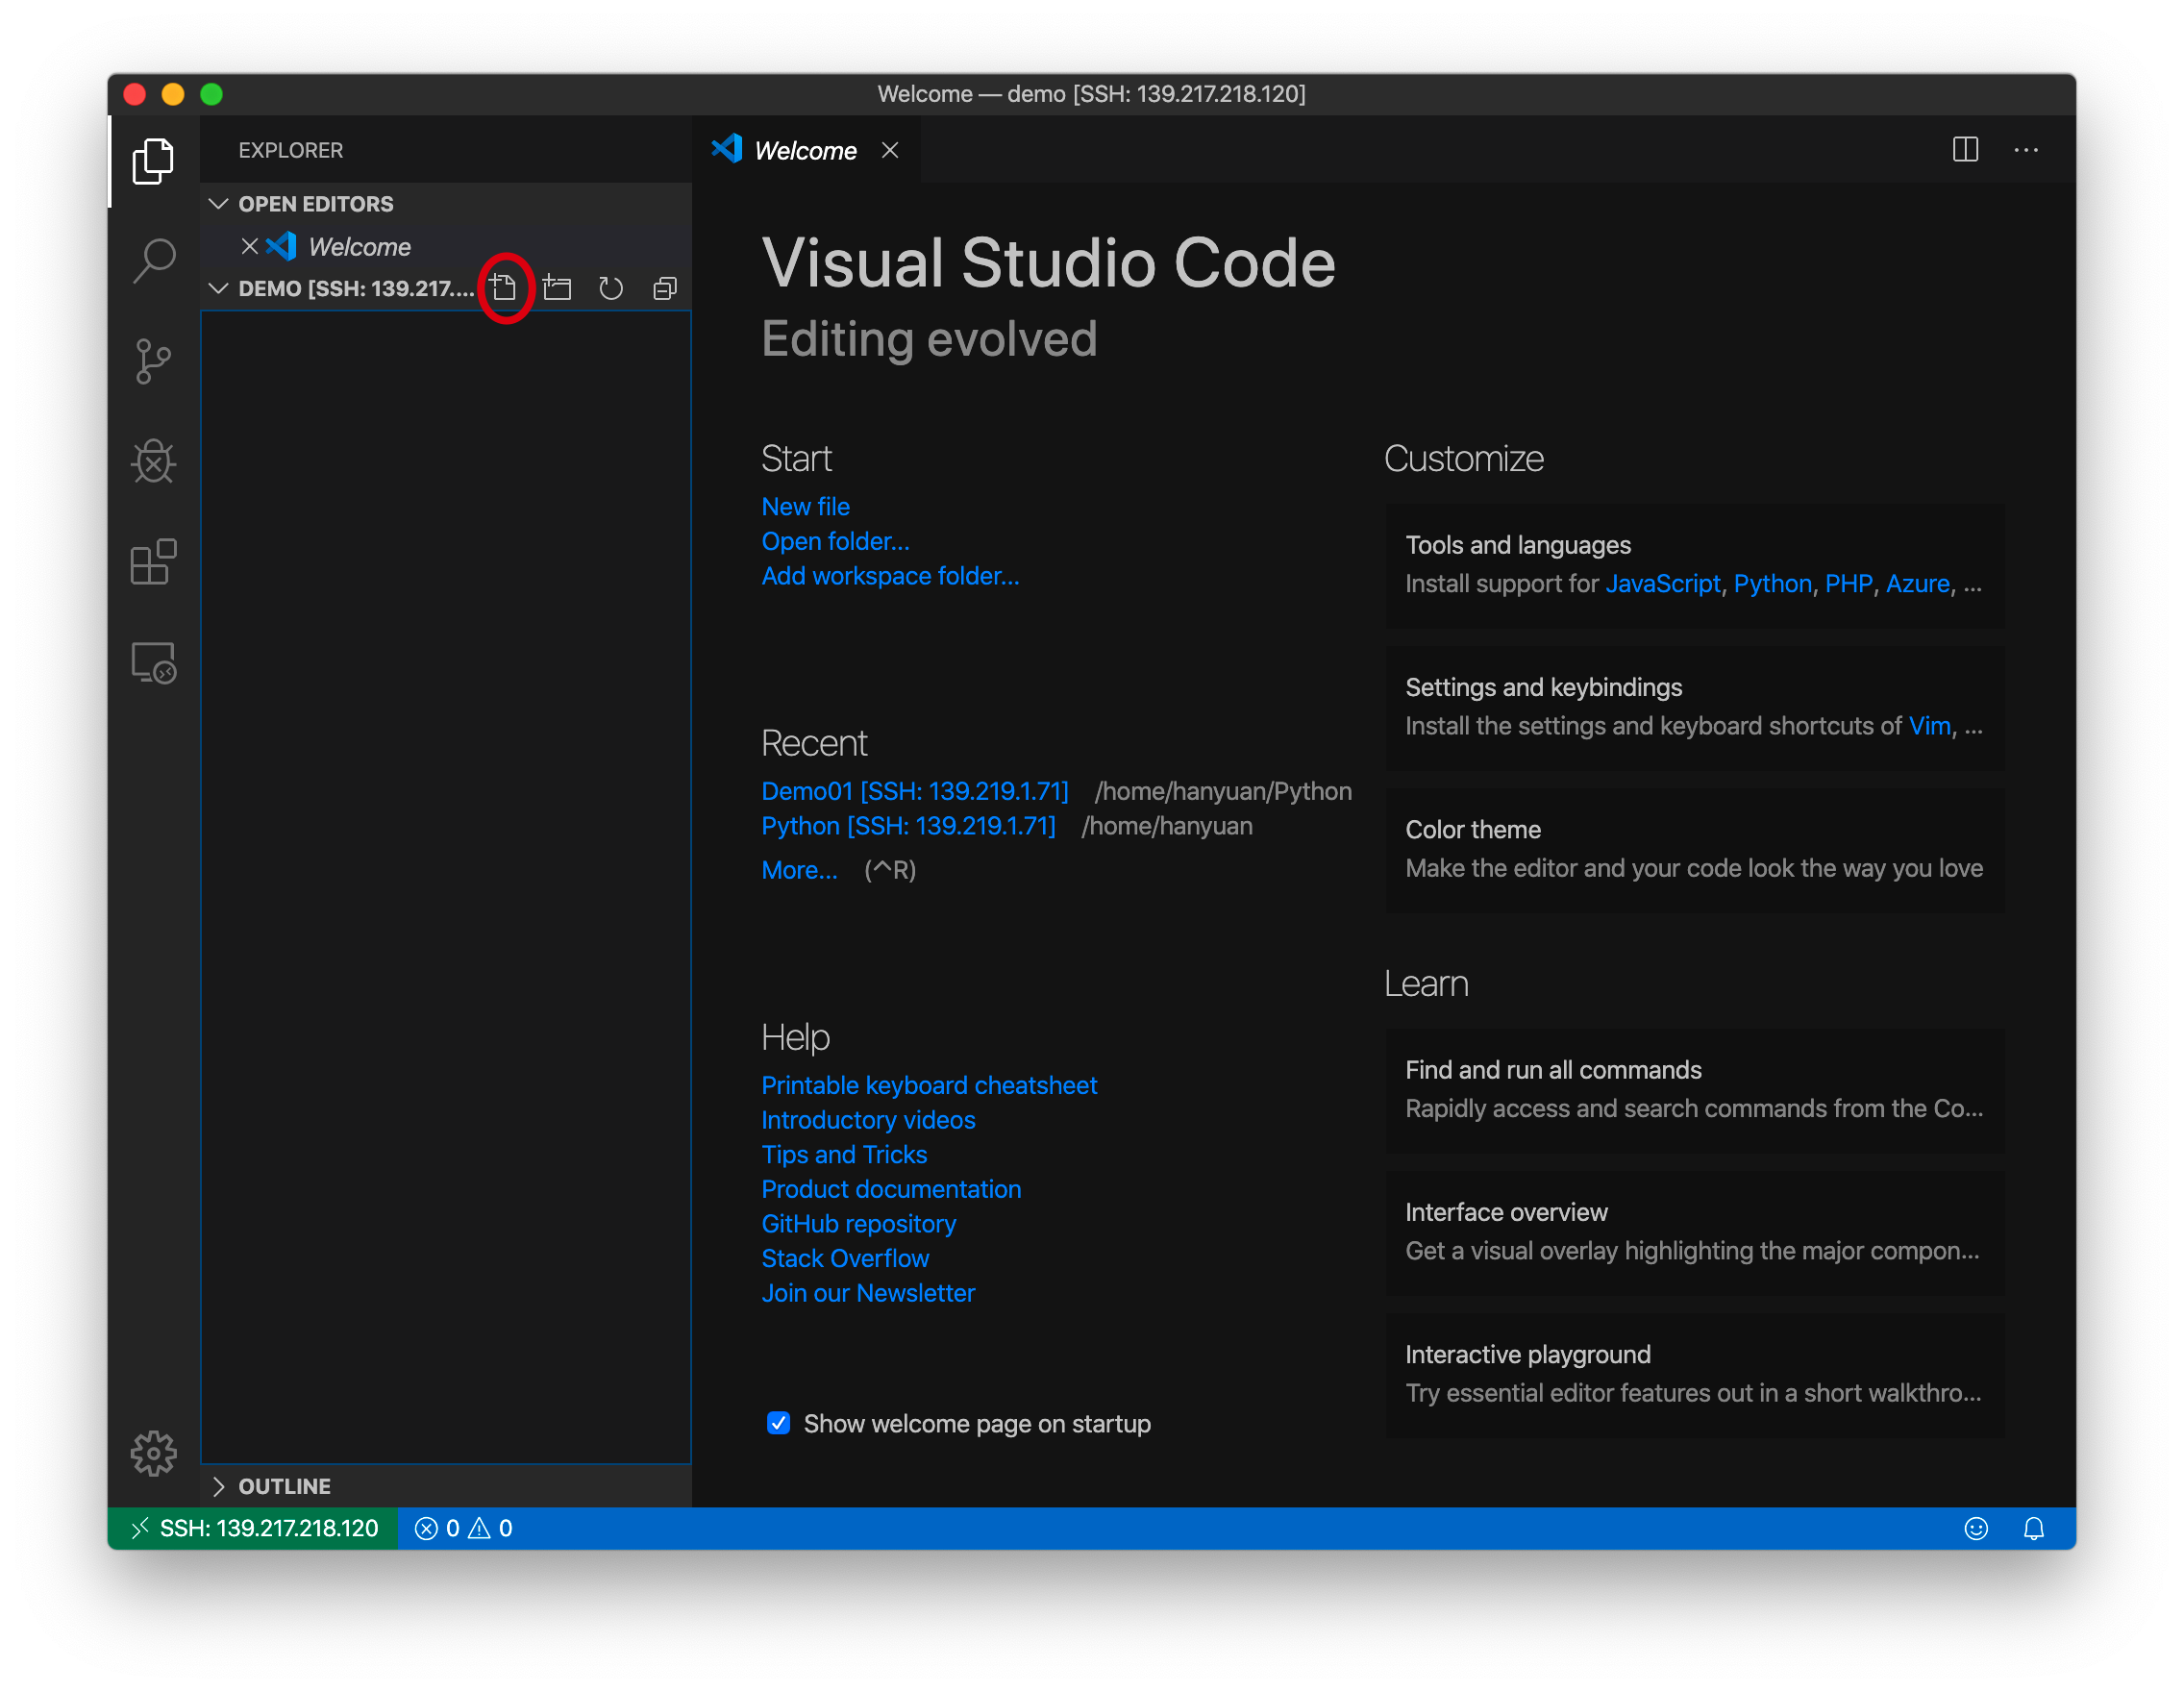 Welcome — demo [SSH: 139.217.218.120]
EXPLORER
OPEN EDITORS
Welcome
DEMO [SSH: 139.217....
OUTLINE
Welcome
Visual Studio Code
Editing evolved
Start
New file
Open folder...
Add workspace folder...
Recent
Demo01 [SSH: 139.219.1.71] /home/hanyuan/Python
Python [SSH: 139.219.1.71] /home/hanyuan
More... (^R)
Help
Printable keyboard cheatsheet
Introductory videos
Tips and Tricks
Product documentation
GitHub repository
Stack Overflow
Join our Newsletter
Show welcome page on startup
Customize
Tools and languages
Install support for JavaScript, Python, PHP, Azure, ...
Settings and keybindings
Install the settings and keyboard shortcuts of Vim, ...
Color theme
Make the editor and your code look the way you love
Learn
Find and run all commands
Rapidly access and search commands from the Co...
Interface overview
Get a visual overlay highlighting the major compon...
Interactive playground
Try essential editor features out in a short walkthro...
SSH: 139.217.218.120 0 0